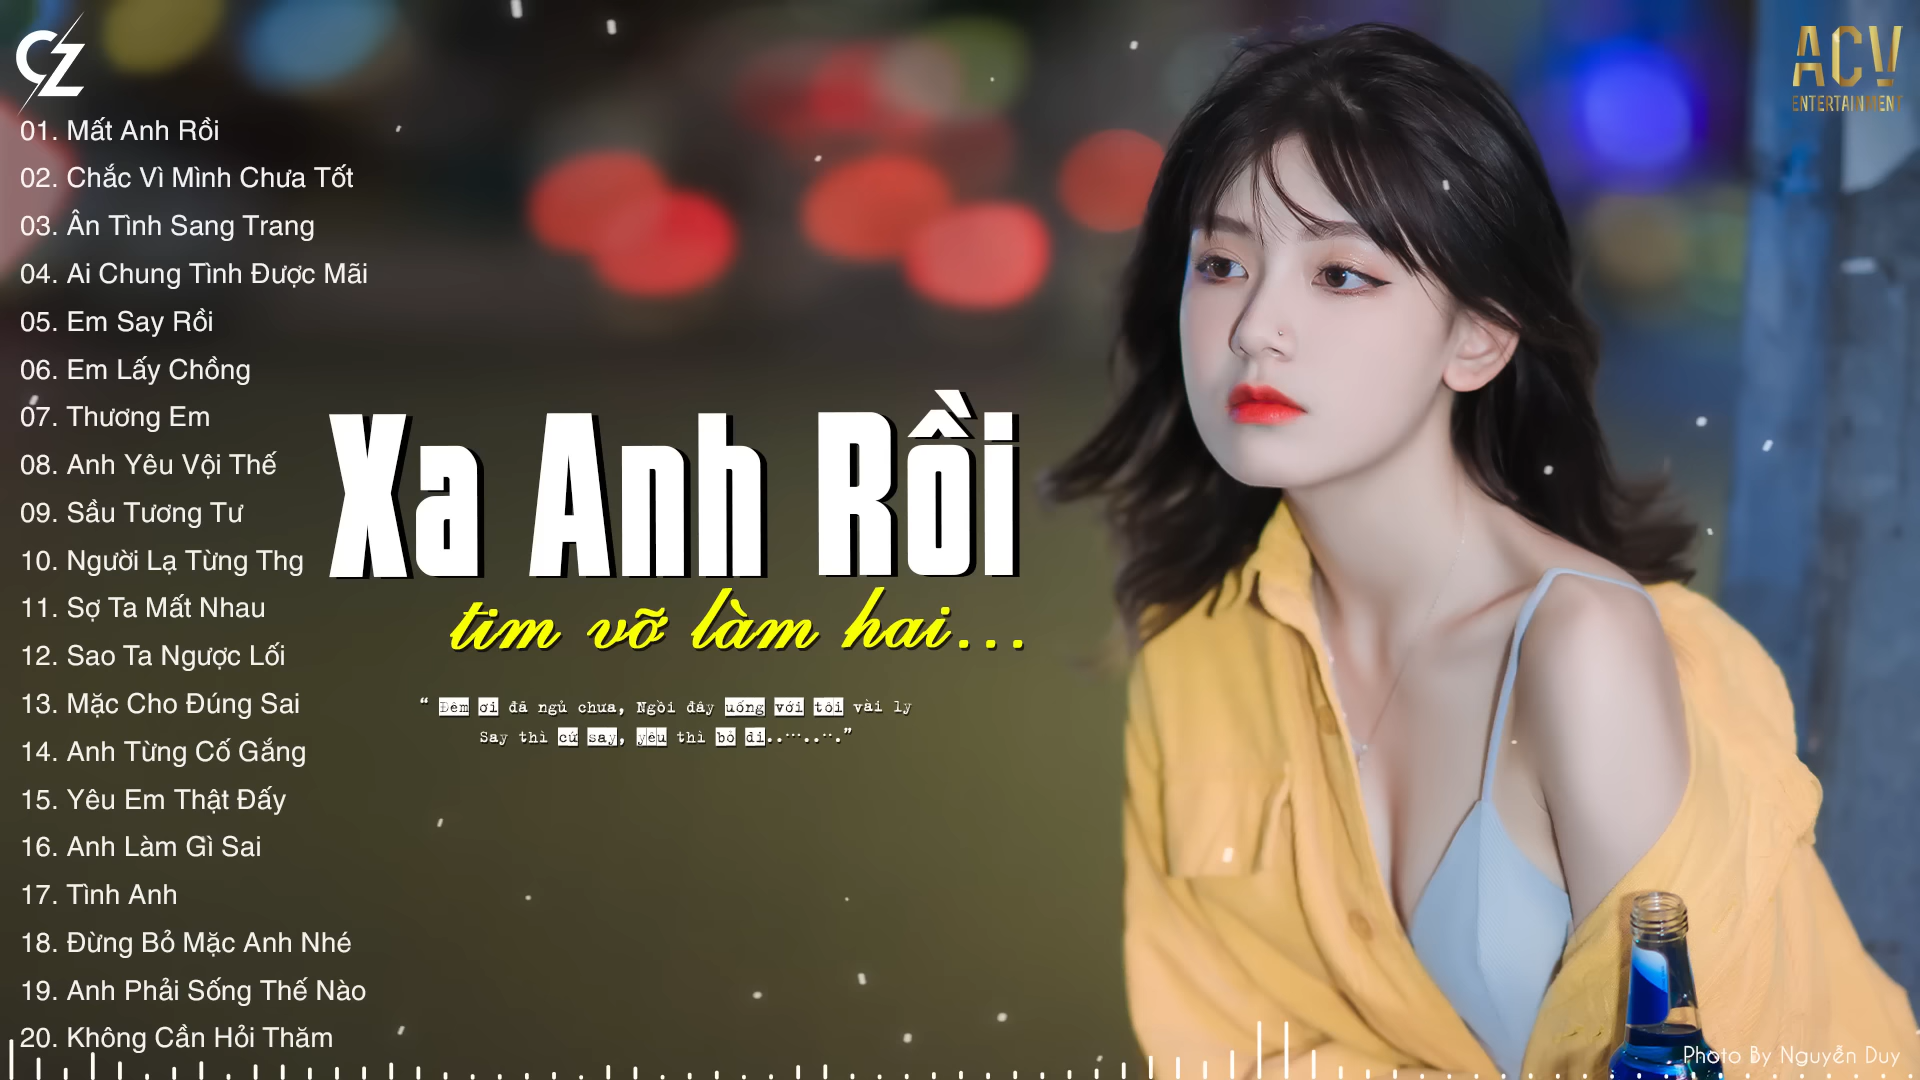 CZ
ACV
ENTERTAINMENT
01. Mất Anh Rồi
02. Chắc Vì Mình Chưa Tốt
03. Ân Tình Sang Trang
04. Ai Chung Tình Được Mãi
05. Em Say Rồi
06. Em Lấy Chồng
07. Thương Em
08. Anh Yêu Vội Thế
09. Sầu Tương Tư
10. Người Lạ Từng Thg
11. Sợ Ta Mất Nhau
12. Sao Ta Ngược Lối
13. Mặc Cho Đúng Sai
14. Anh Từng Cố Gắng
15. Yêu Em Thật Đấy
16. Anh Làm Gì Sai
17. Tình Anh
18. Đừng Bỏ Mặc Anh Nhé
19. Anh Phải Sống Thế Nào
20. Không Cần Hỏi Thăm
Xa Anh Rồi
tim vỡ làm hai...
“ Đêm ơi đã ngủ chưa, Ngồi đây uống với tôi vài ly
Say thì cứ say, yêu thì bỏ đi..···..··.”
Photo By Nguyễn Duy